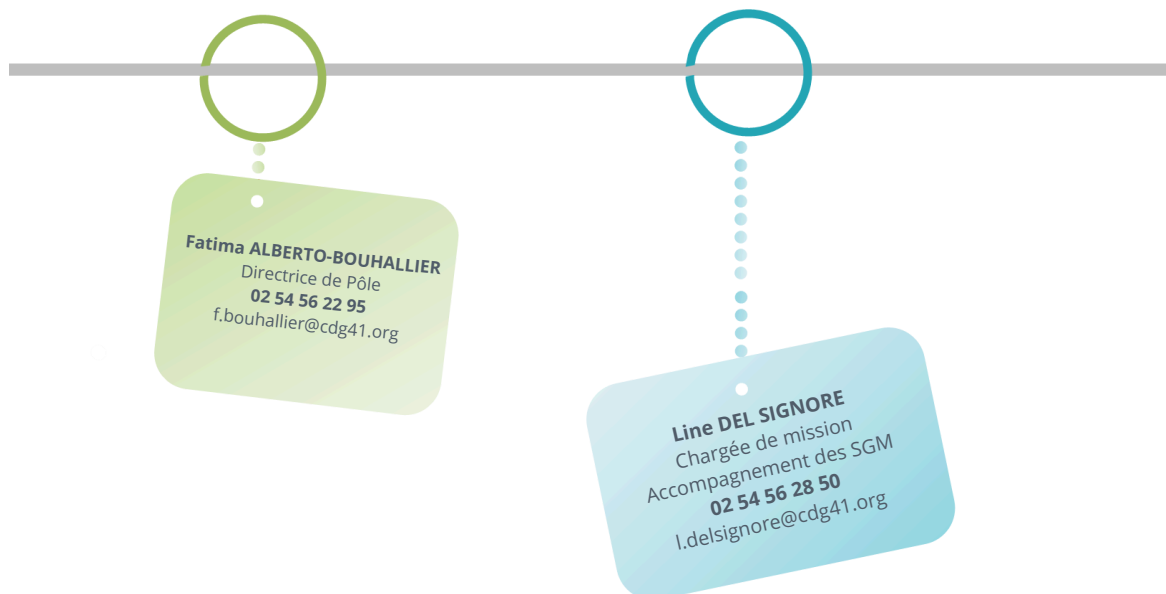 Fatima ALBERTO-BOUHALLIER
Directrice de Pôle
02 54 56 22 95
f.bouhallier@cdg41.org
Line DEL SIGNORE
Chargée de mission
Accompagnement des SGM
02 54 56 28 50
l.delsignore@cdg41.org